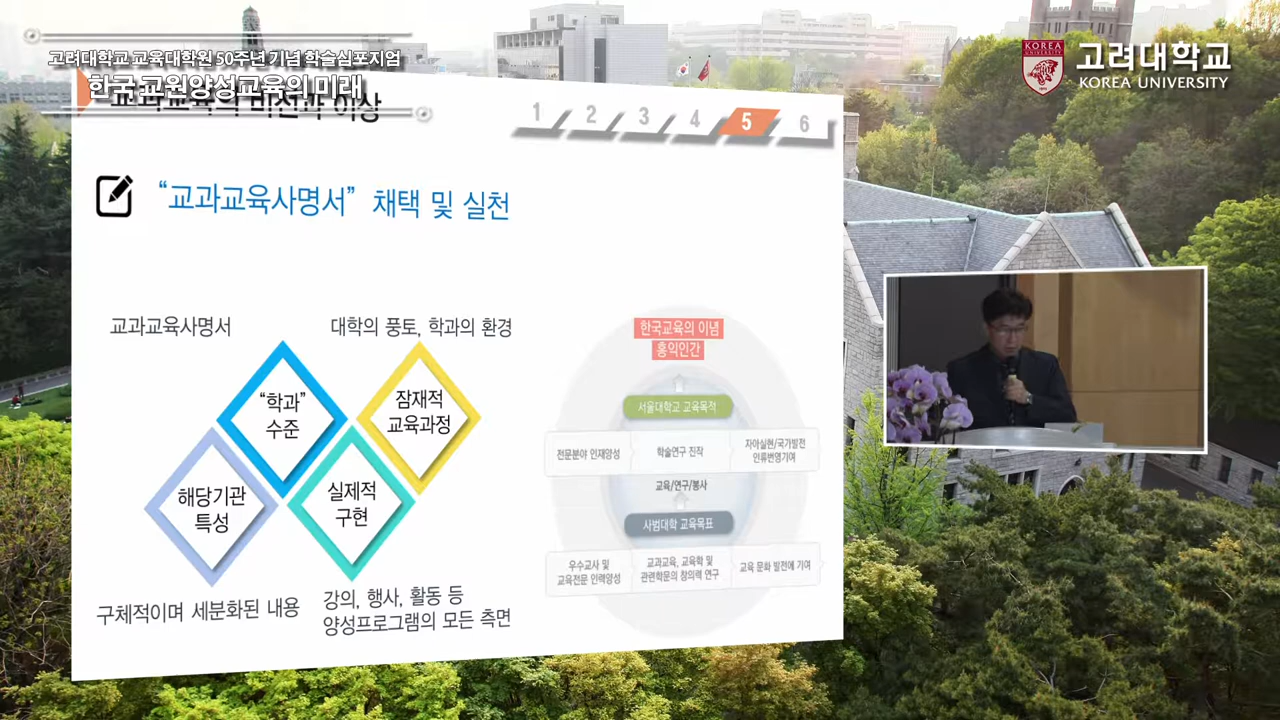 고려대학교 교육대학원 50주년 기념 학술심포지엄
한국 교원양성교육의 미래
교과교육의 비전과 이상
1 2 3 4 5 6
KOREA
고려대학교
KOREA UNIVERSITY
“교과교육사명서” 채택 및 실천
교과교육사명서
대학의 풍토, 학과의 환경
“학과”
수준
잠재적
교육과정
해당기관
특성
실제적
구현
구체적이며 세분화된 내용
강의, 행사, 활동 등
양성프로그램의 모든 측면
한국교육의 이념
홍익인간
서울대학교 교육목적
전문분야 인재양성
학술연구 진작
자아실현/국가발전
인류번영기여
교육/연구/봉사
사범대학 교육목표
우수교사 및
교육전문 인력양성
교과교육, 교육학 및
관련학문의 창의력 연구
교육 문화 발전에 기여